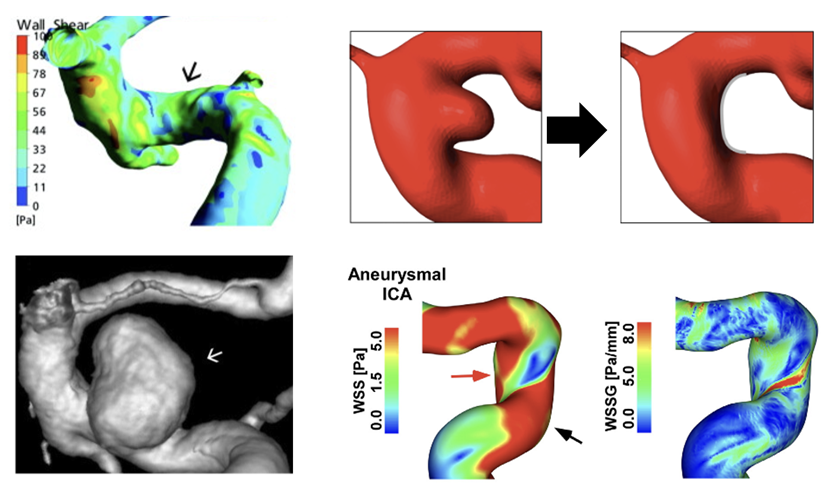 Wall Shear
100
89
78
67
56
44
33
22
11
0
[Pa]
Aneurysmal
ICA
WSS [Pa]
5.0
1.5
0.0
WSSG [Pa/mm]
8.0
5.0
0.0